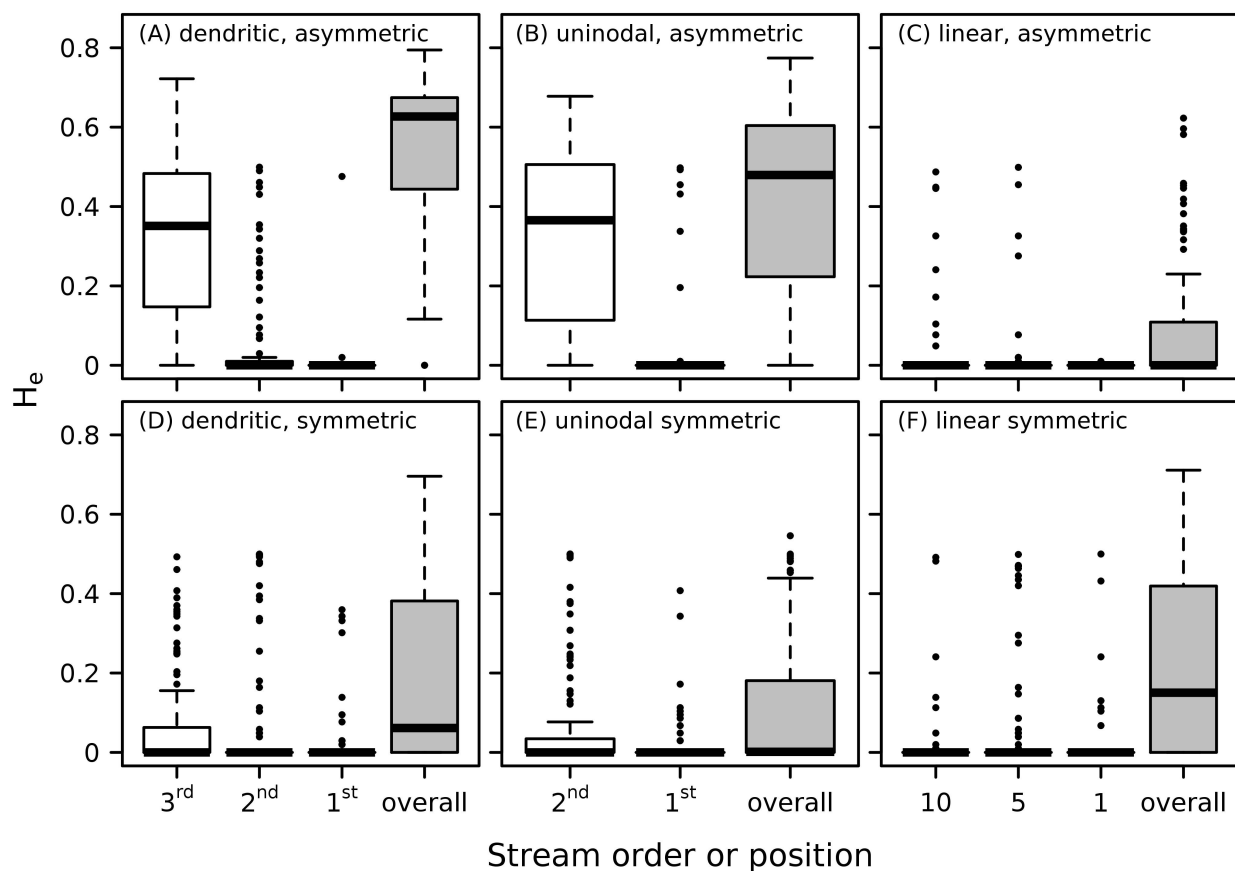 (A) dendritic, asymmetric
(B) uninodal, asymmetric
(C) linear, asymmetric
0.8
0.6
0.4
0.2
0
(D) dendritic, symmetric
(E) uninodal symmetric
(F) linear symmetric
0.8
0.6
0.4
0.2
0
He
3rd 2nd 1st overall
2nd 1st overall
10 5 1 overall
Stream order or position